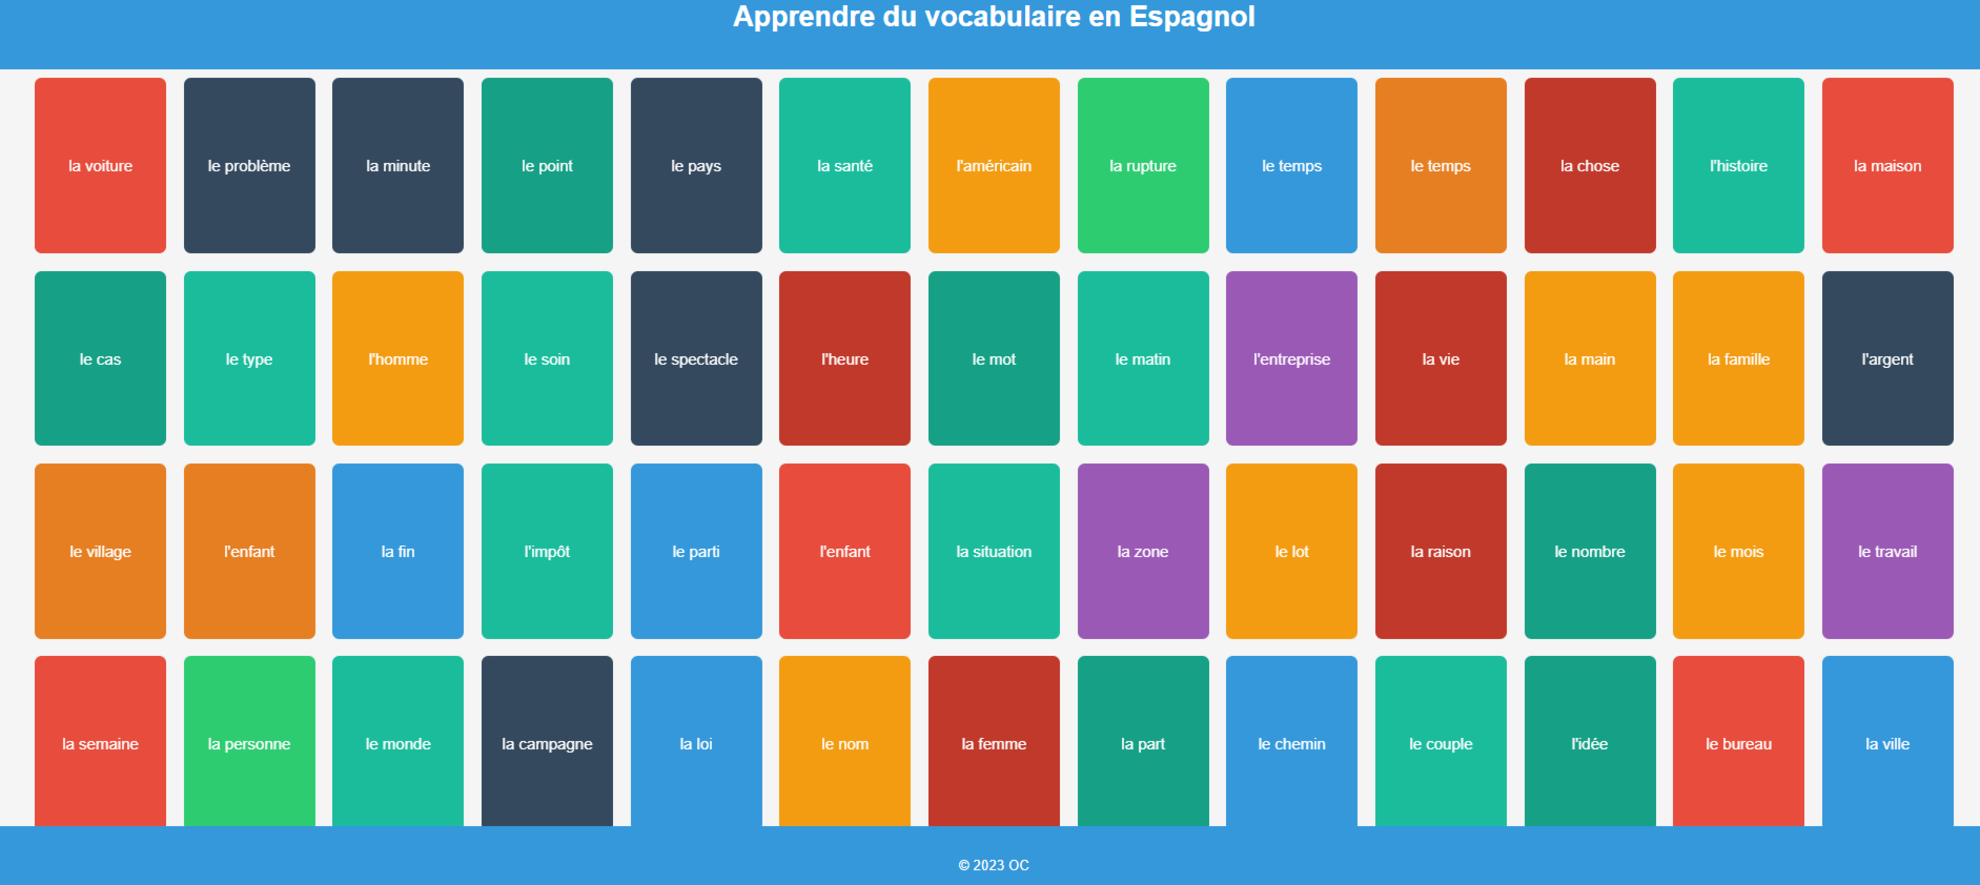 Apprendre du vocabulaire en Espagnol
la voiture
le problème
la minute
le point
le pays
la santé
l'américain
la rupture
le temps
le temps
la chose
l'histoire
la maison
le cas
le type
l'homme
le soin
le spectacle
l'heure
le mot
le matin
l'entreprise
la vie
la main
la famille
l'argent
le village
l'enfant
la fin
l'impôt
le parti
l'enfant
la situation
la zone
le lot
la raison
le nombre
le mois
le travail
la semaine
la personne
le monde
la campagne
la loi
le nom
la femme
la part
le chemin
le couple
l'idée
le bureau
la ville
© 2023 OC